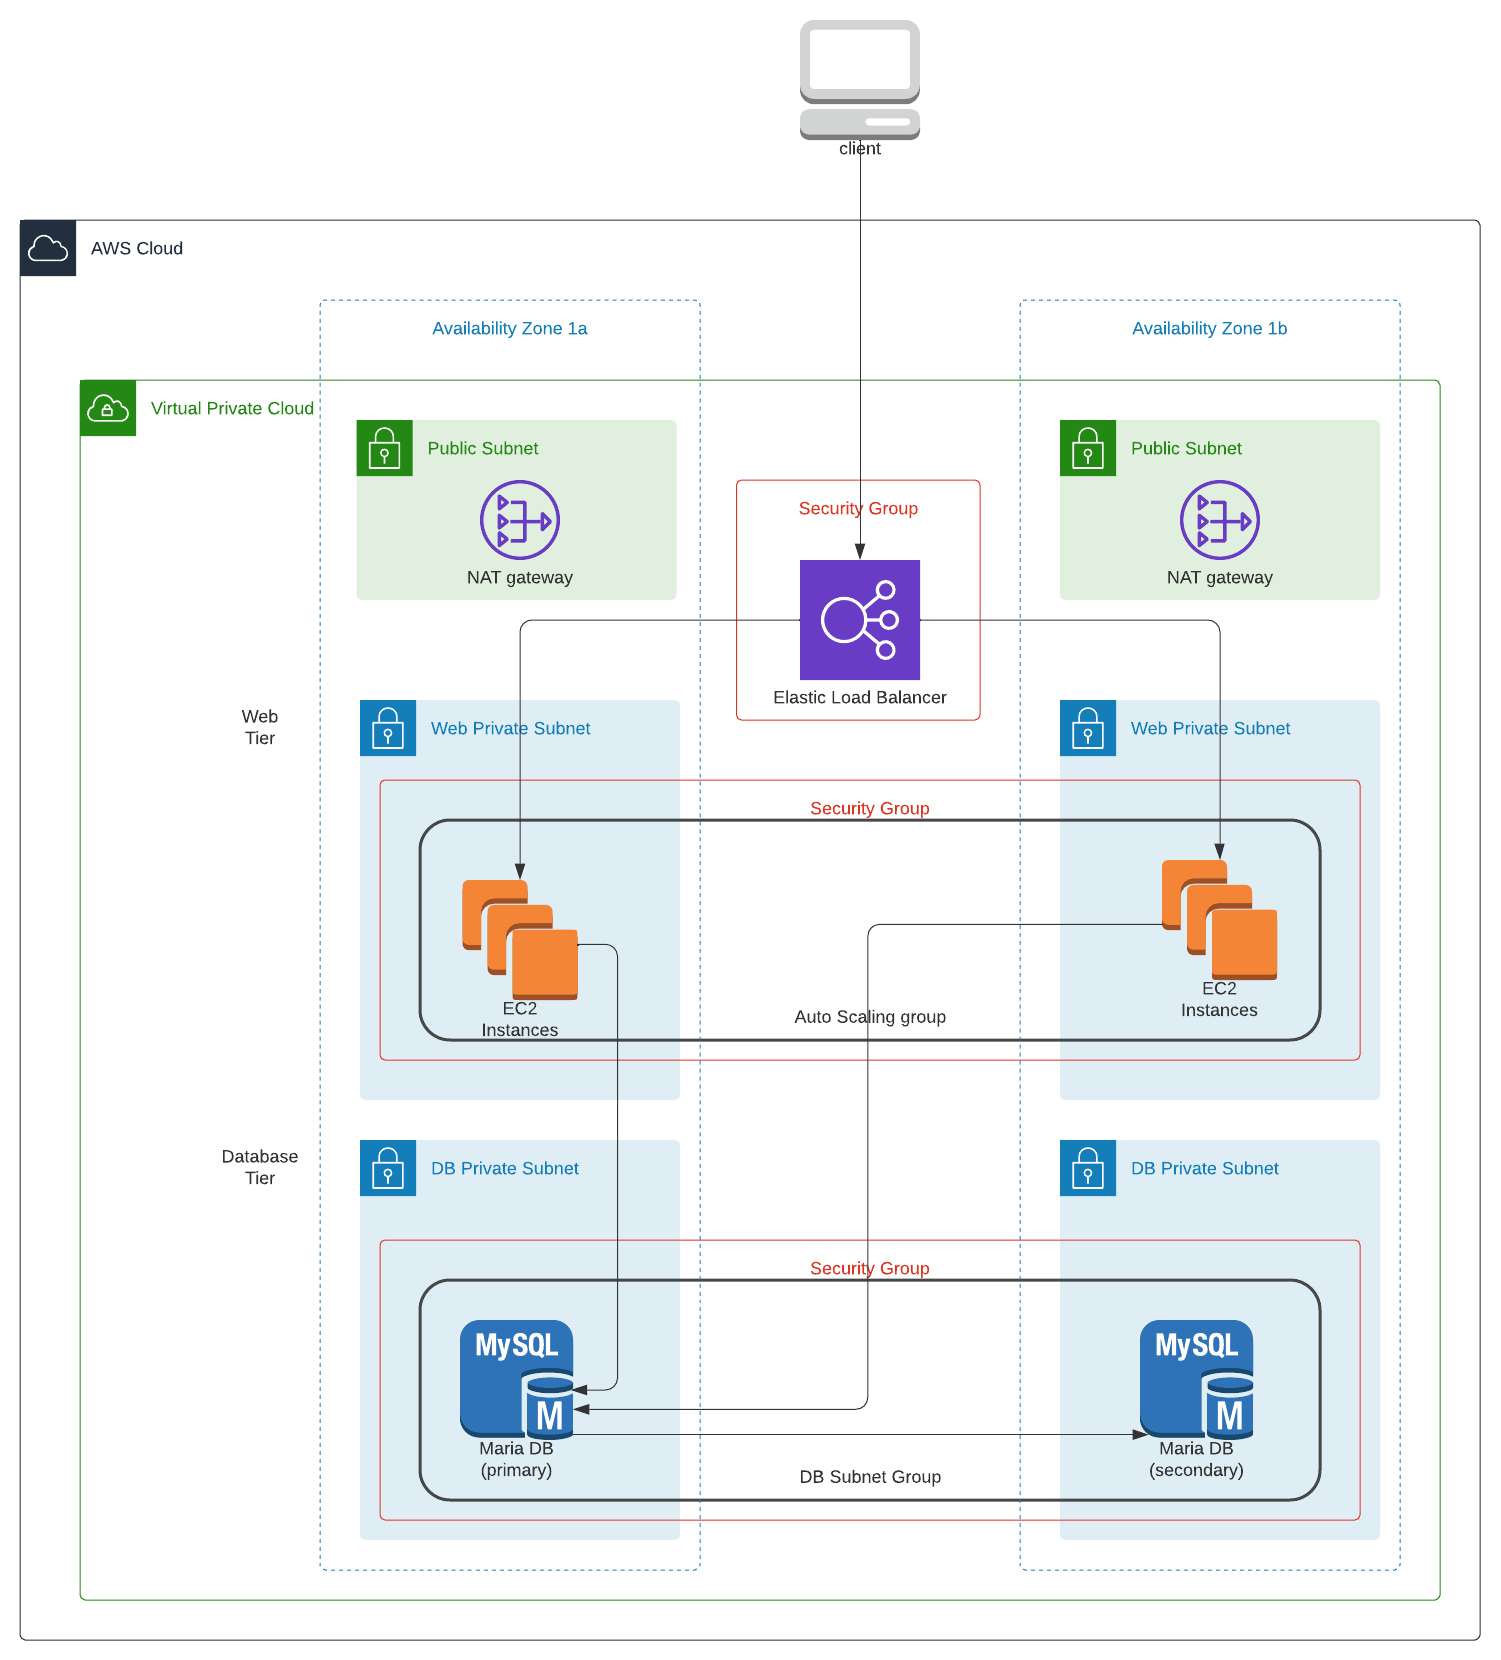 client
AWS Cloud
Availability Zone 1a
Availability Zone 1b
Virtual Private Cloud
Public Subnet
Public Subnet
Security Group
NAT gateway
NAT gateway
Elastic Load Balancer
Web
Tier
Web Private Subnet
Web Private Subnet
Security Group
EC2
Instances
EC2
Instances
Auto Scaling group
Database
Tier
DB Private Subnet
DB Private Subnet
Security Group
MySQL
M
Maria DB
(primary)
MySQL
M
Maria DB
(secondary)
DB Subnet Group